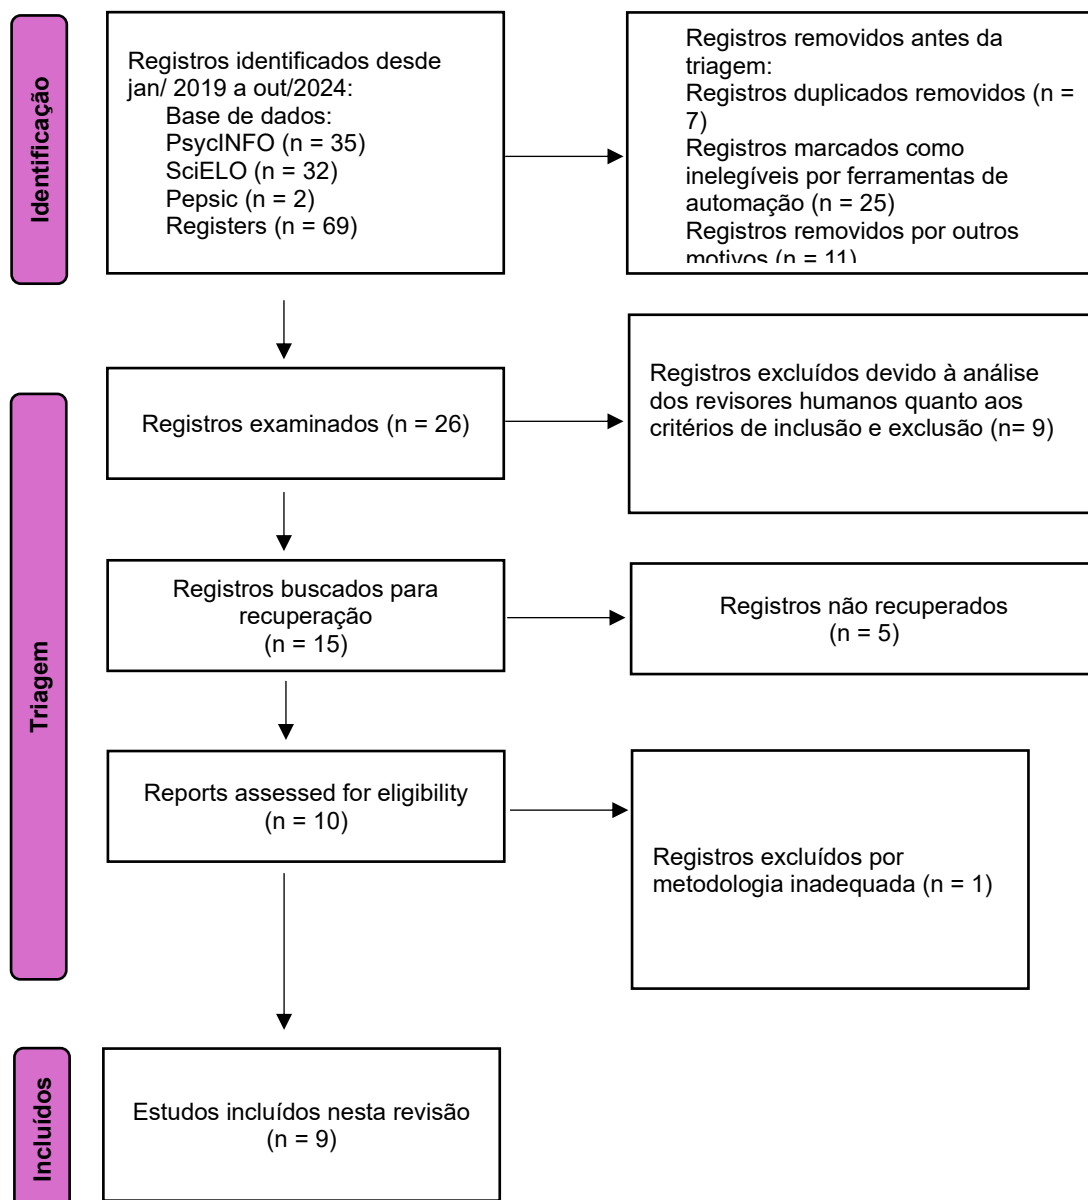 Identificação
Registros identificados desde
jan/ 2019 a out/2024:
Base de dados:
PsycINFO (n = 35)
SciELO (n = 32)
Pepsic (n = 2)
Registers (n = 69)
Registros removidos antes da
triagem:
Registros duplicados removidos (n =
7)
Registros marcados como
inelegíveis por ferramentas de
automação (n = 25)
Registros removidos por outros
motivos (n = 11)
Triagem
Registros examinados (n = 26)
Registros excluídos devido à análise
dos revisores humanos quanto aos
critérios de inclusão e exclusão (n= 9)
Registros buscados para
recuperação
(n = 15)
Registros não recuperados
(n = 5)
Reports assessed for eligibility
(n = 10)
Registros excluídos por
metodologia inadequada (n = 1)
Incluídos
Estudos incluídos nesta revisão
(n = 9)